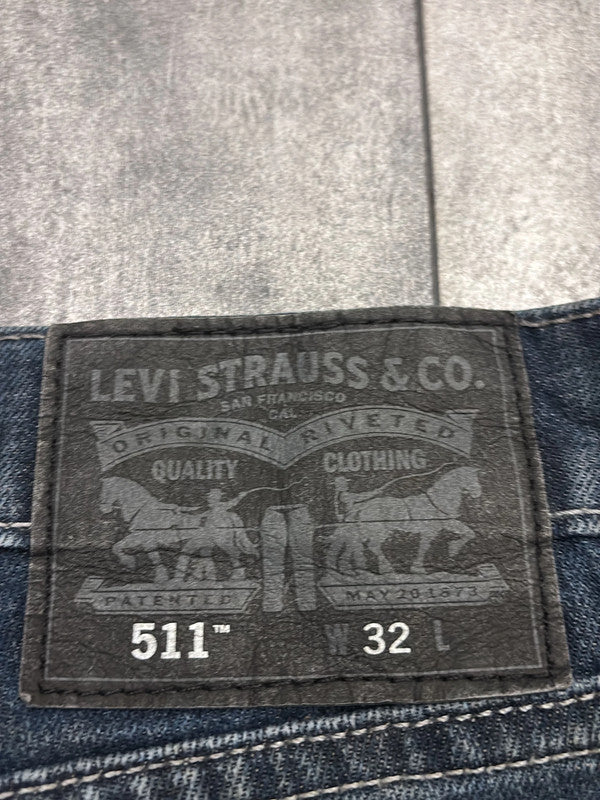 LEVI STRAUSS & CO.
SAN FRANCISCO
CAL
ORIGINAL RIVETED
QUALITY CLOTHING
PATENTED MAY 20 1873
511™ W 32 L